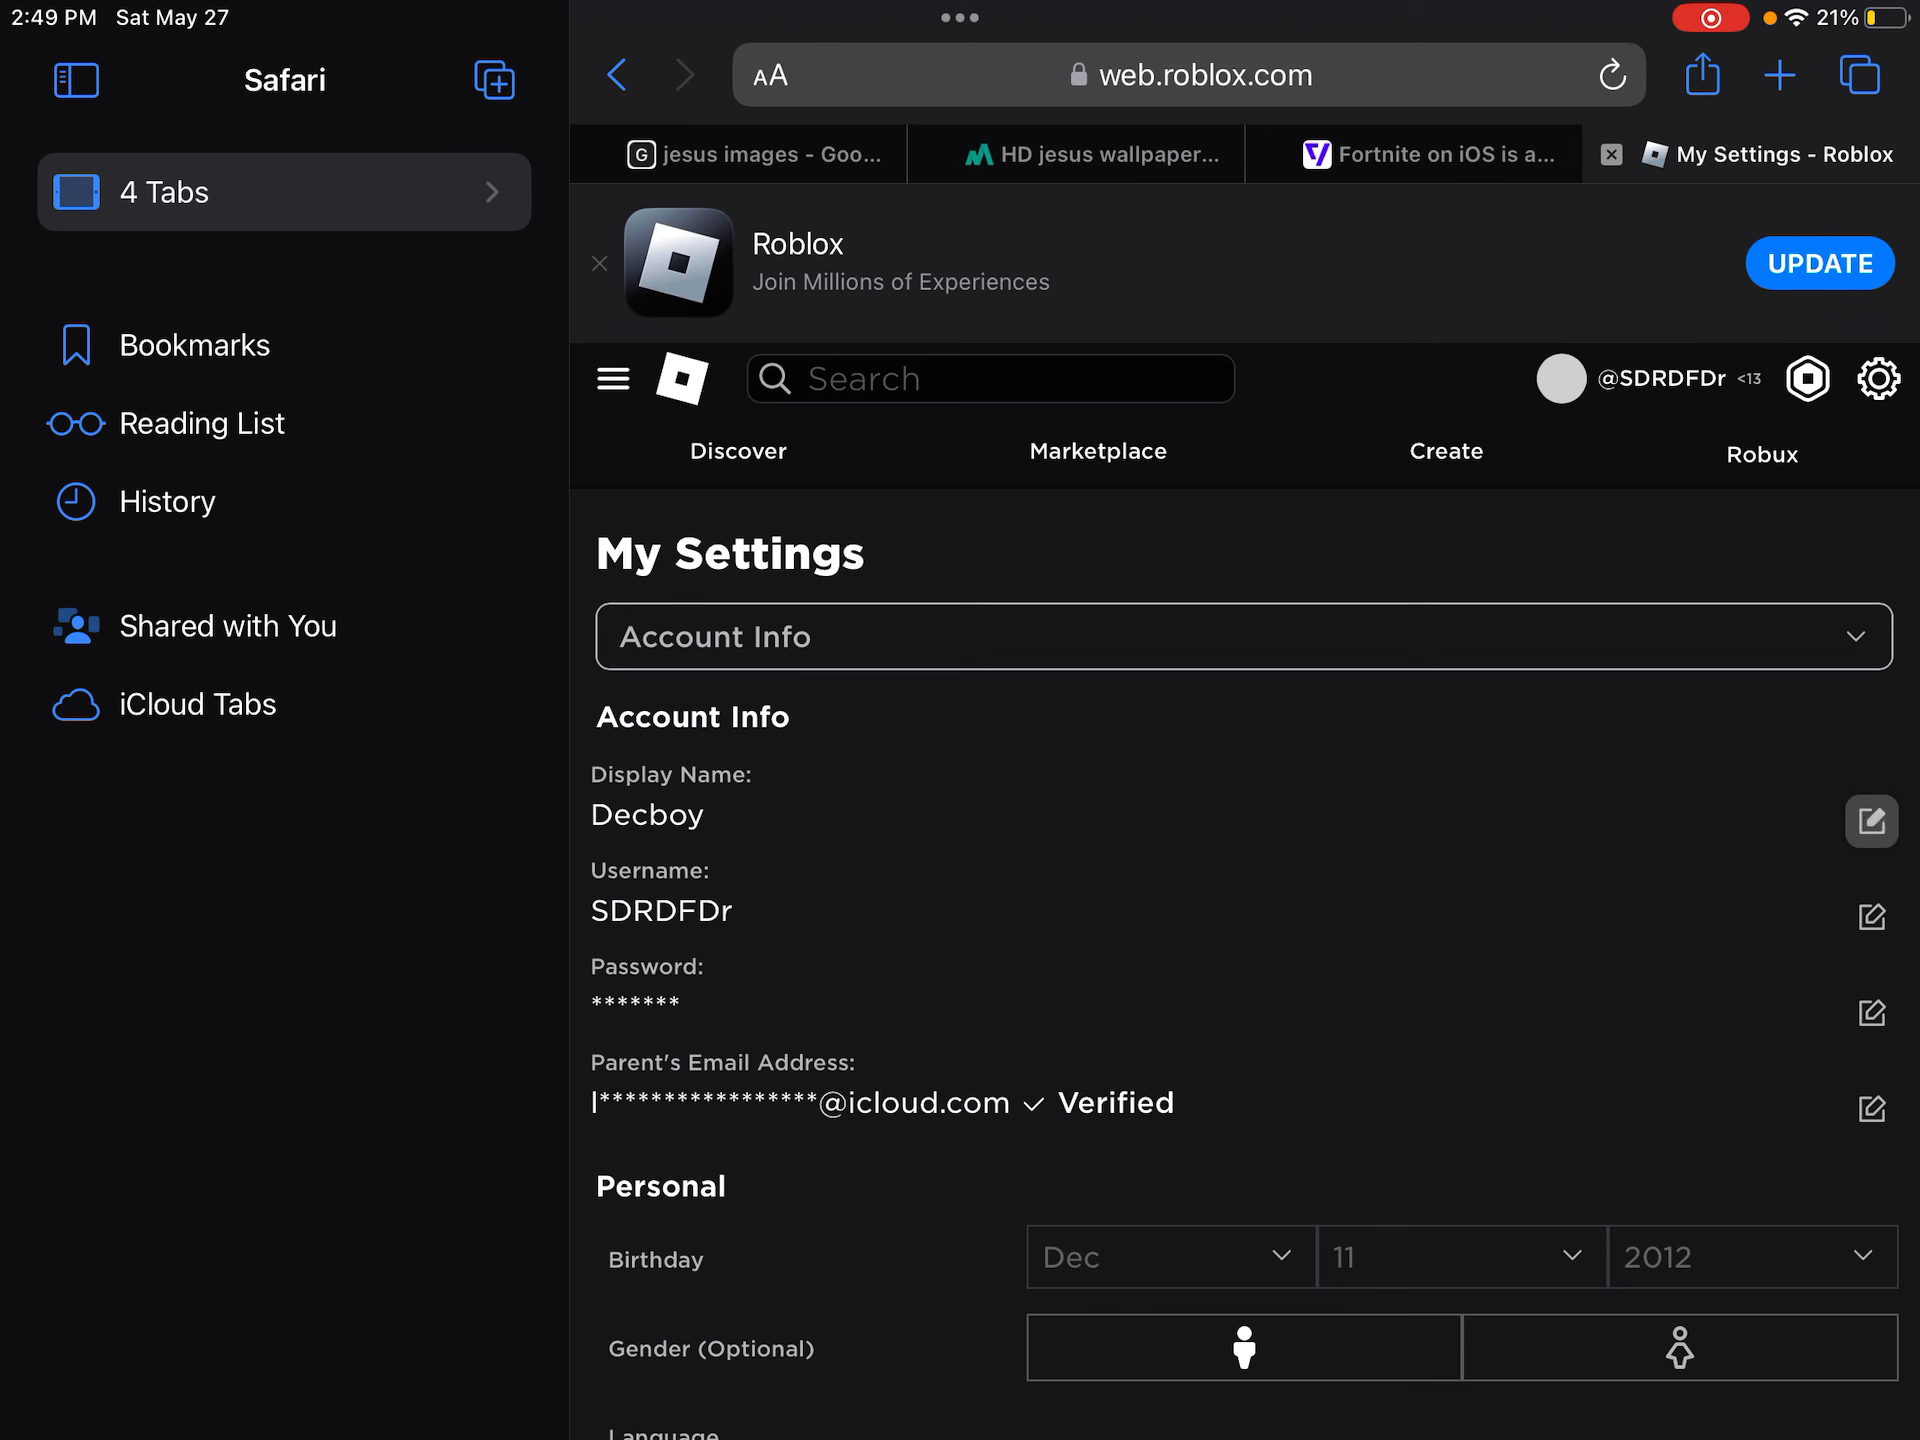 2:49 PM Sat May 27
21%
Safari
4 Tabs
Bookmarks
Reading List
History
Shared with You
iCloud Tabs
AA
web.roblox.com
G jesus images - Goo...
HD jesus wallpaper...
Fortnite on iOS is a...
My Settings - Roblox
Roblox
Join Millions of Experiences
UPDATE
Search
@SDRDFDr <13
Discover
Marketplace
Create
Robux
My Settings
Account Info
Account Info
Display Name:
Decboy
Username:
SDRDFDr
Password:
*******
Parent's Email Address:
l*****************@icloud.com ✓ Verified
Personal
Birthday
Dec
11
2012
Gender (Optional)
Language